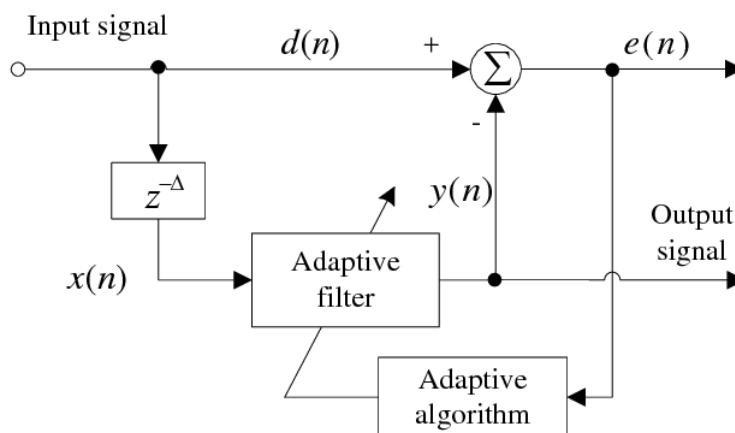 Input signal
d(n)
+
Σ
e(n)
-
z^−Δ
y(n)
Output
signal
x(n)
Adaptive
filter
Adaptive
algorithm